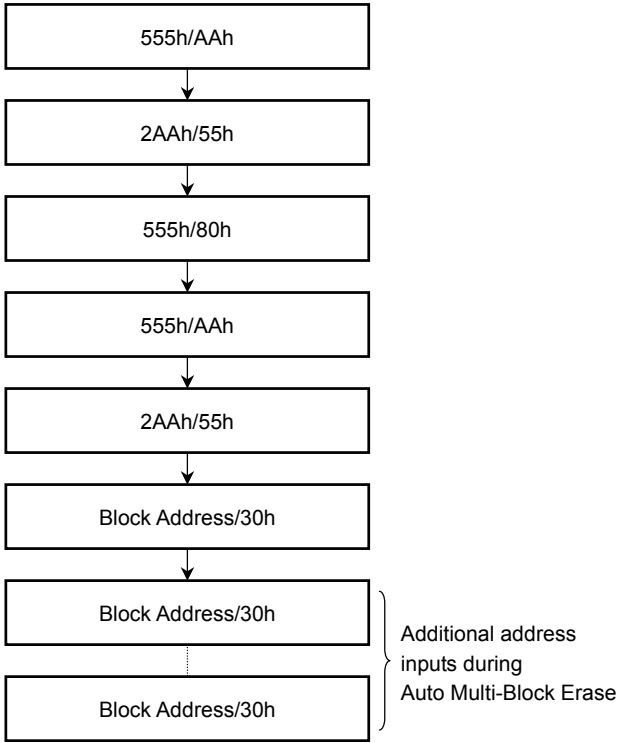 555h/AAh
2AAh/55h
555h/80h
555h/AAh
2AAh/55h
Block Address/30h
Block Address/30h
Additional address
inputs during
Auto Multi-Block Erase
Block Address/30h